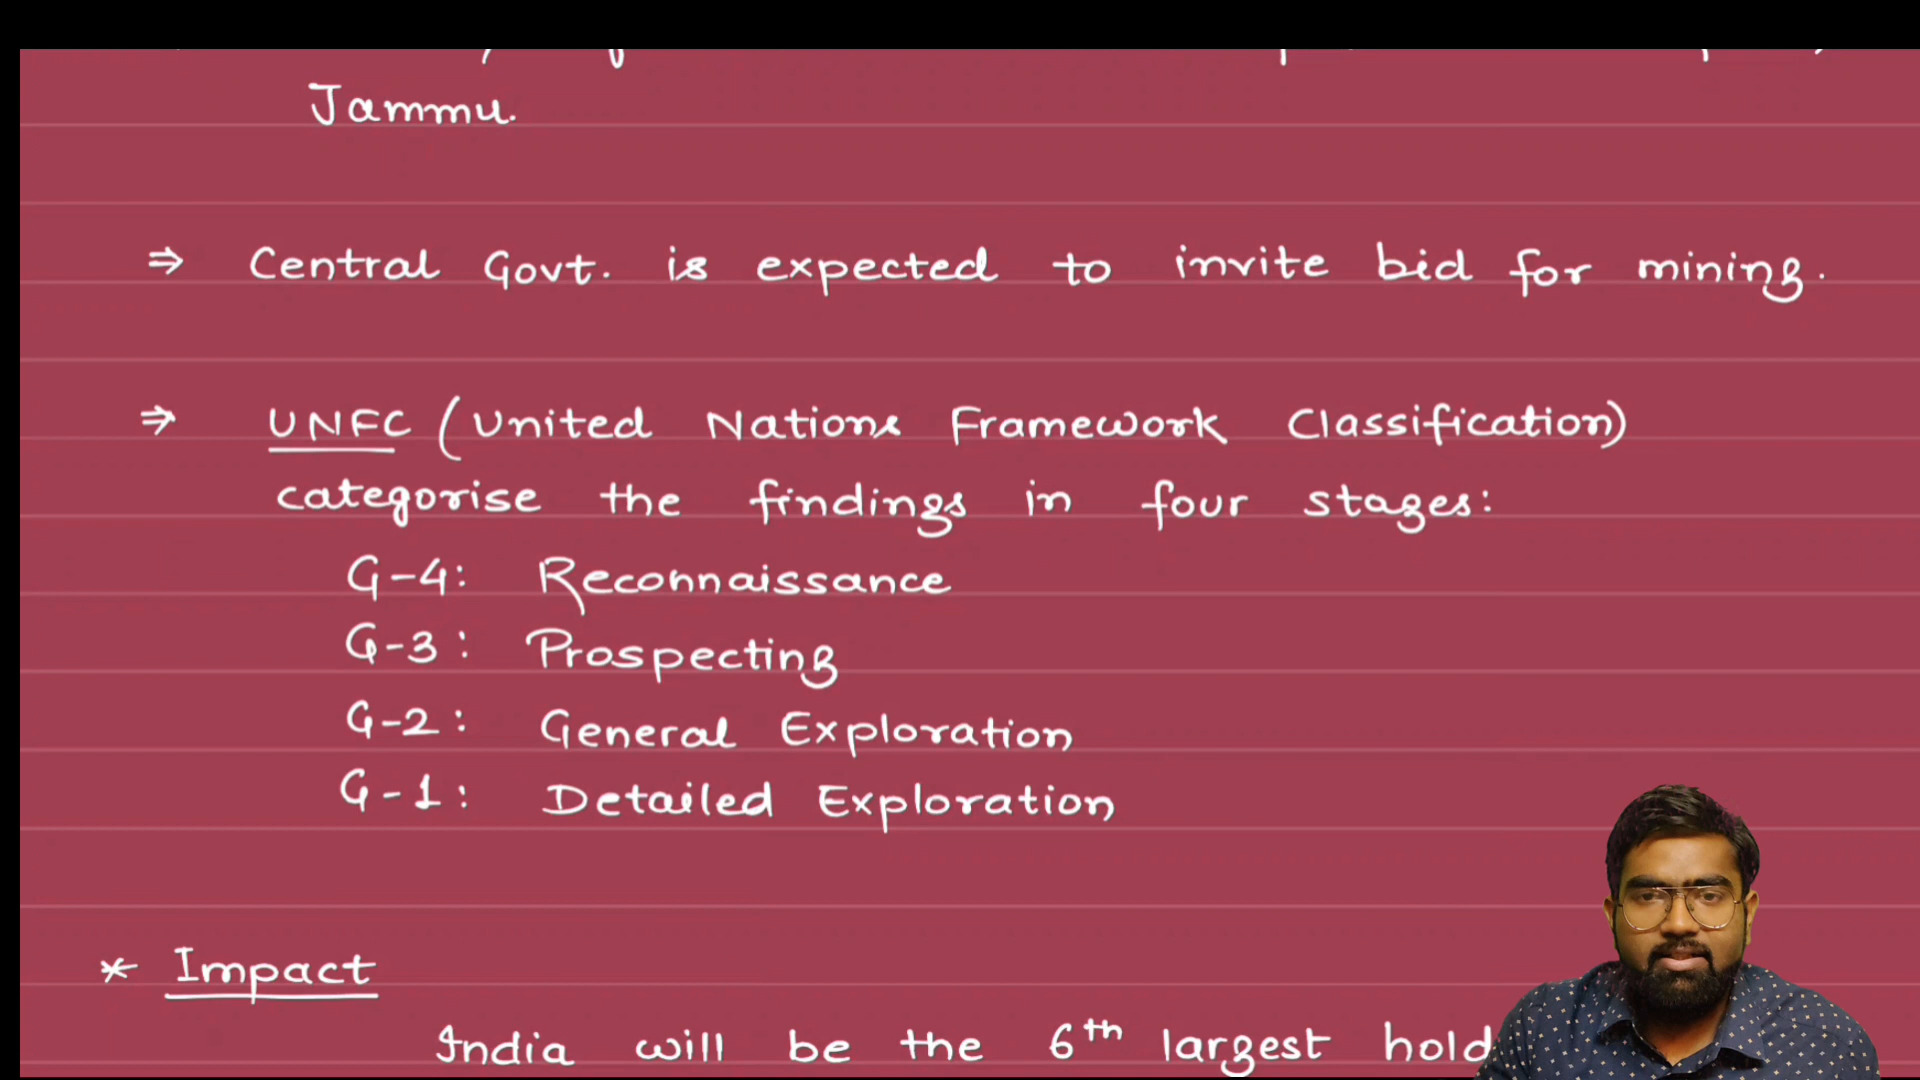 Jammu.
⇒ Central Govt. is expected to invite bid for mining.
⇒ UNFC (United Nations Framework Classification)
categorise the findings in four stages:
G-4: Reconnaissance
G-3: Prospecting
G-2: General Exploration
G-1: Detailed Exploration
* Impact
India will be the 6th largest hold